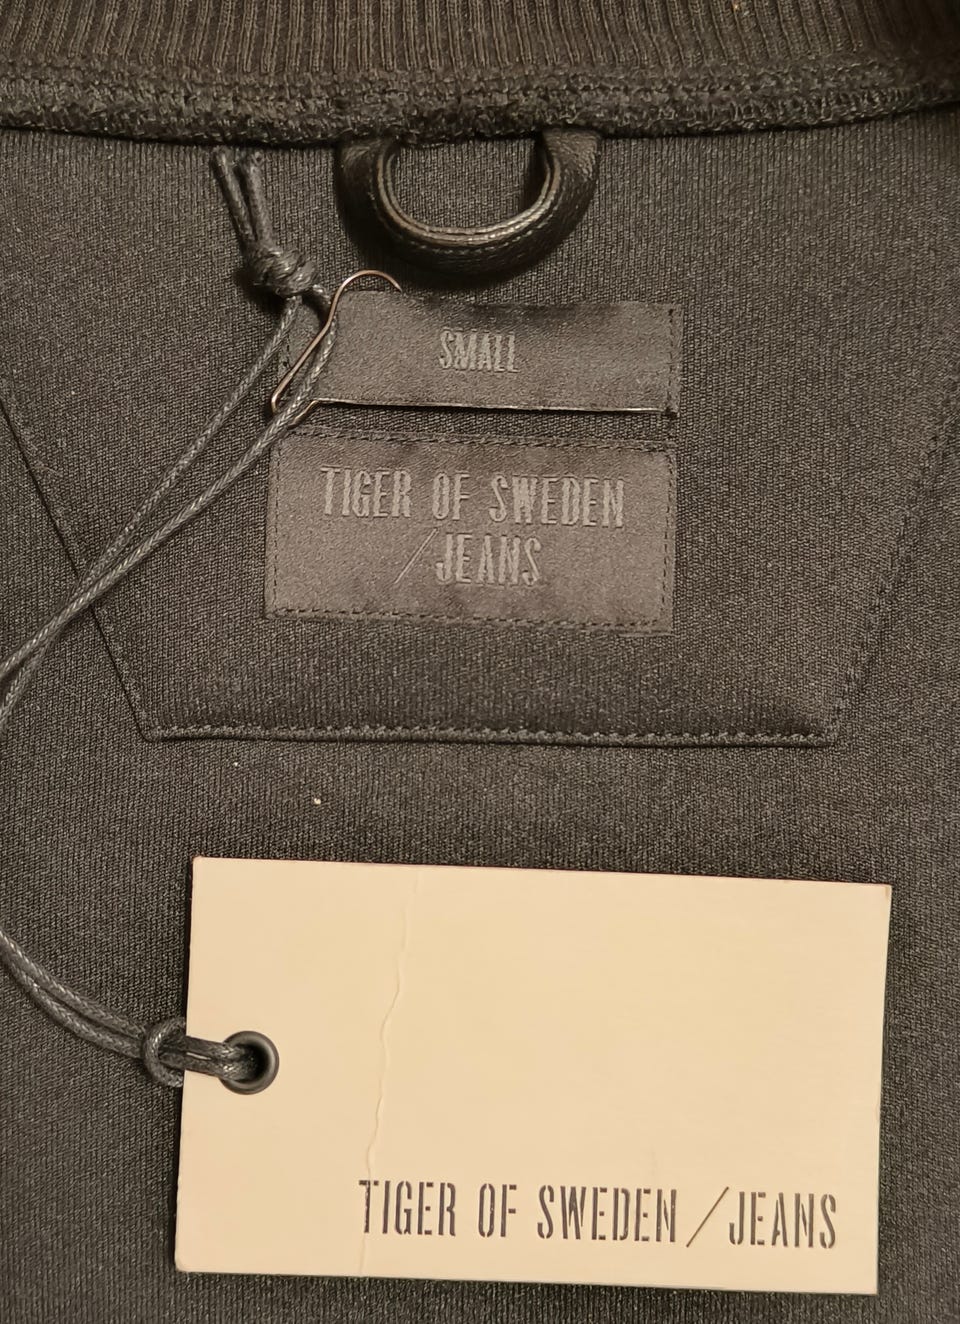 SMALL
TIGER OF SWEDEN
/JEANS
TIGER OF SWEDEN/JEANS